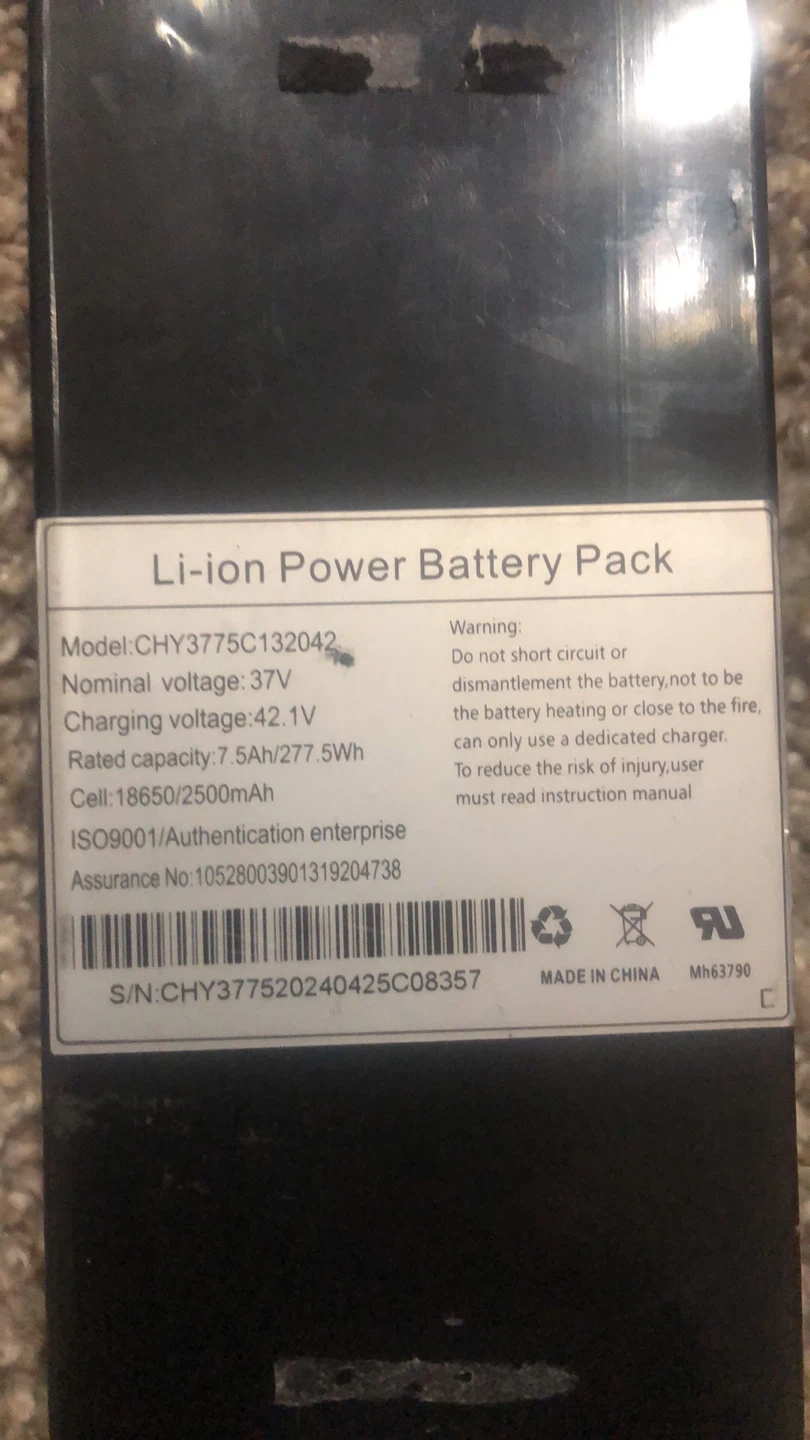 Li-ion Power Battery Pack
Model:CHY3775C132042
Nominal voltage:37V
Charging voltage:42.1V
Rated capacity:7.5Ah/277.5Wh
Cell:18650/2500mAh
ISO9001/Authentication enterprise
Assurance No:10528003901319204738
Warning:
Do not short circuit or
dismantlement the battery,not to be
the battery heating or close to the fire,
can only use a dedicated charger.
To reduce the risk of injury,user
must read instruction manual
S/N:CHY377520240425C08357
MADE IN CHINA
RU
Mh63790